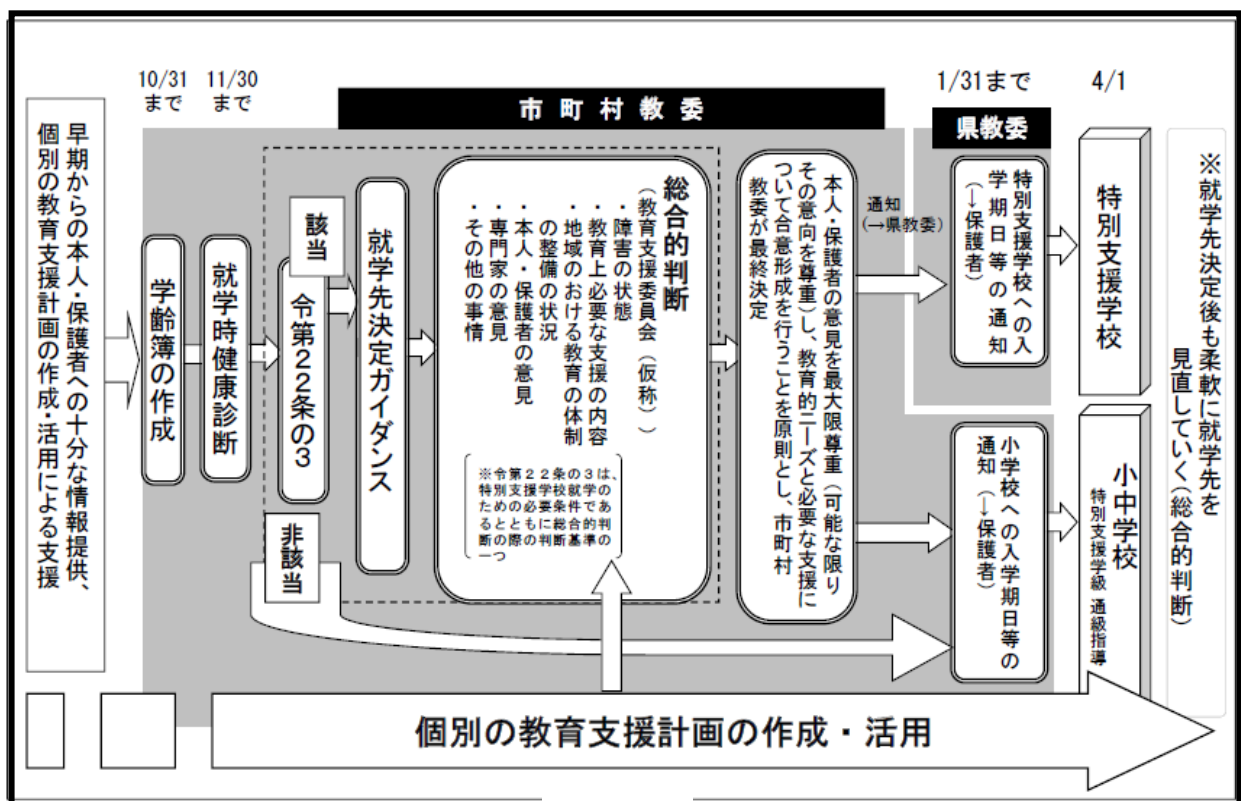 10/31
まで
11/30
まで
1/31まで
4/1
市町村教委
県教委
早期からの本人・保護者への十分な情報提供、
個別の教育支援計画の作成・活用による支援
学齢簿の作成
就学時健康診断
該当
令第22条の3
非該当
就学先決定ガイダンス
総合的判断
(教育支援委員会(仮称))
・障害の状態
・教育上必要な支援の内容
・地域のおける教育の体制
の整備の状況
・本人・保護者の意見
・専門家の意見
・その他の事情
※令第22条の3は、
特別支援学校就学の
ための必要条件であ
るとともに総合的判
断の際の判断基準の
一つ
本人・保護者の意見を最大限尊重(可能な限り
その意向を尊重)し、教育的ニーズと必要な支援に
ついて合意形成を行うことを原則とし、市町村
教委が最終決定
通知
(→県教委)
特別支援学校への入
学期日等の通知
(→保護者)
小学校への入学期日等の
通知(→保護者)
特別支援学校
小中学校
特別支援学級 通級指導
※就学先決定後も柔軟に就学先を
見直していく(総合的判断)
個別の教育支援計画の作成・活用